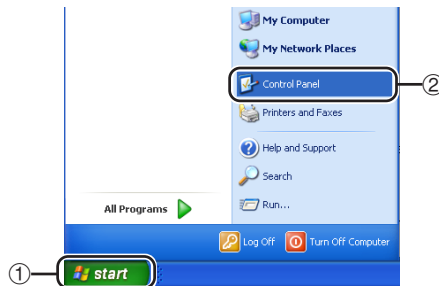 My Computer
My Network Places
Control Panel
②
Printers and Faxes
Help and Support
Search
All Programs
Run...
Log Off
Turn Off Computer
①
start